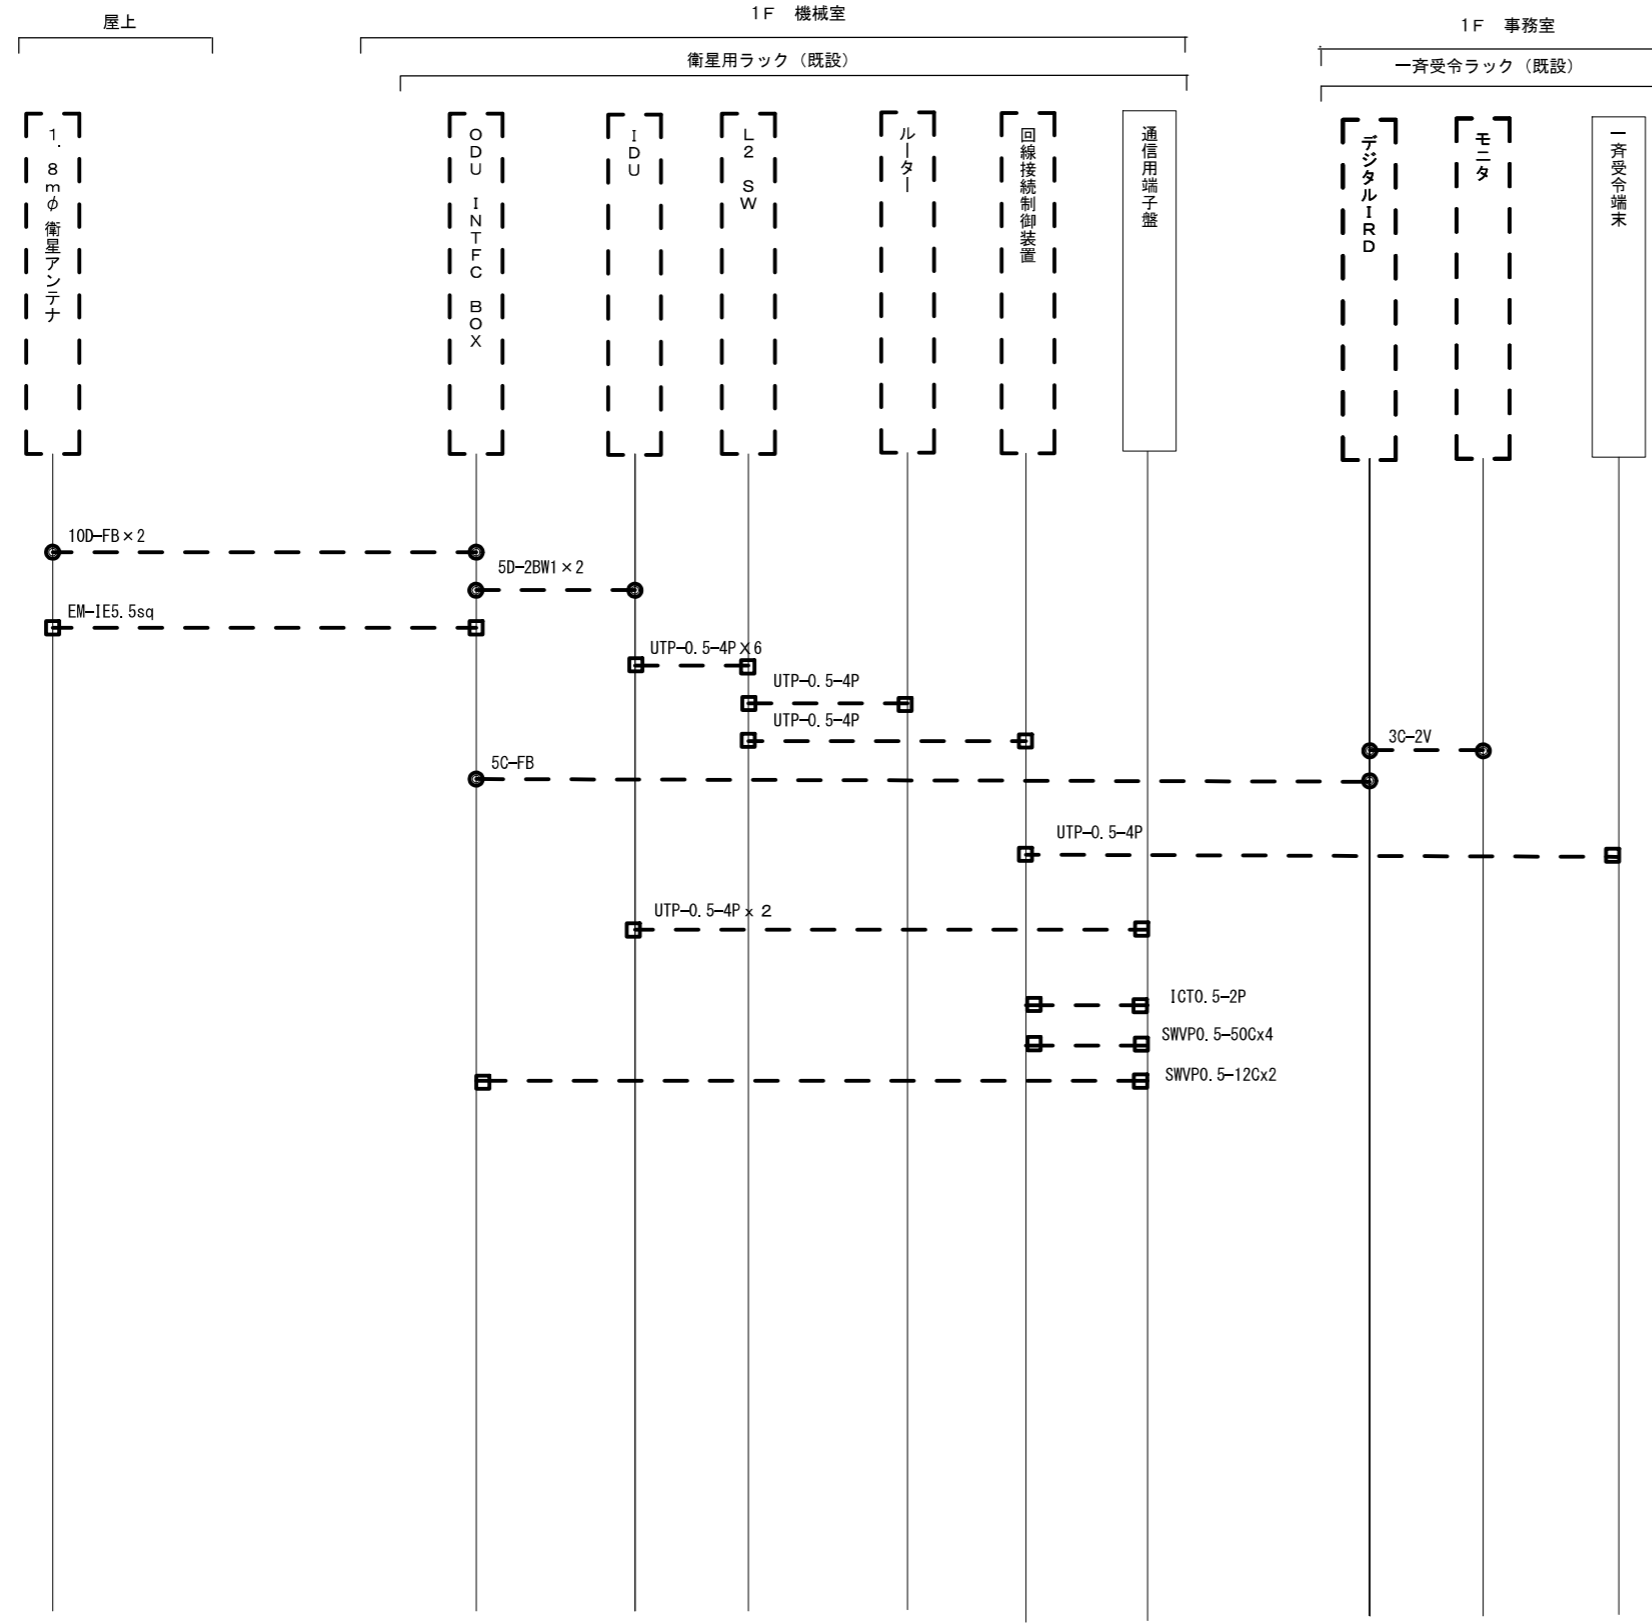 屋上
1F 機械室
1F 事務室
衛星用ラック（既設）
一斉受令ラック（既設）
1．8mφ 衛星アンテナ
ODU INTFC BOX
IDU
L2 SW
ルーター
回線接続制御装置
通信用端子盤
デジタルIRD
モニタ
一斉受令端末
10D-FB×2
5D-2BW1×2
EM-IE5.5sq
UTP-0.5-4P×6
UTP-0.5-4P
UTP-0.5-4P
3C-2V
5C-FB
UTP-0.5-4P
UTP-0.5-4P×2
ICT0.5-2P
SWVP0.5-50Cx4
SWVP0.5-12Cx2